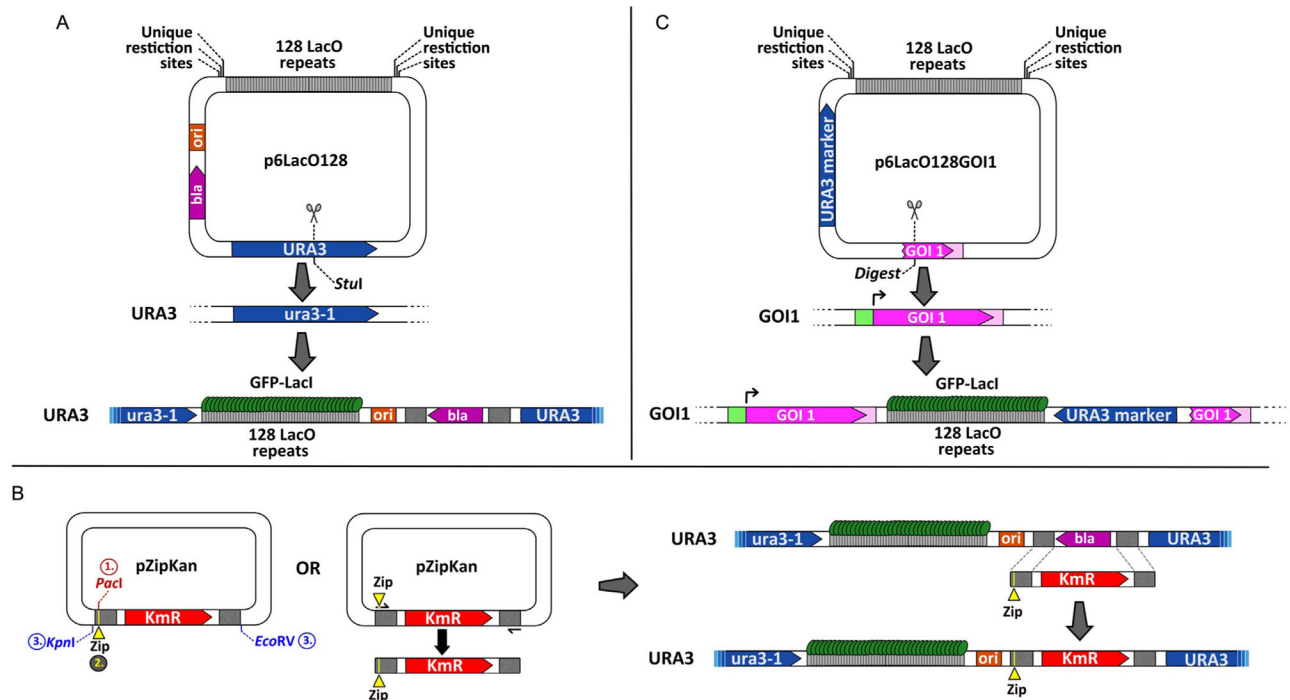 A
Unique
restiction
sites
128 LacO
repeats
Unique
restiction
sites
ori
bla
p6LacO128
URA3
StuI
URA3
ura3-1
GFP-LacI
URA3
ura3-1
ori
bla
URA3
128 LacO
repeats
C
Unique
restiction
sites
128 LacO
repeats
Unique
restiction
sites
URA3 marker
p6LacO128GOI1
GOI 1
Digest
GOI1
GOI 1
GFP-LacI
GOI1
GOI 1
URA3 marker
GOI 1
128 LacO
repeats
B
pZipKan
1.
PacI
KmR
3. KpnI
Zip
2.
EcoRV 3.
OR
pZipKan
Zip
KmR
KmR
Zip
URA3
ura3-1
ori
bla
URA3
KmR
Zip
URA3
ura3-1
ori
KmR
URA3
Zip